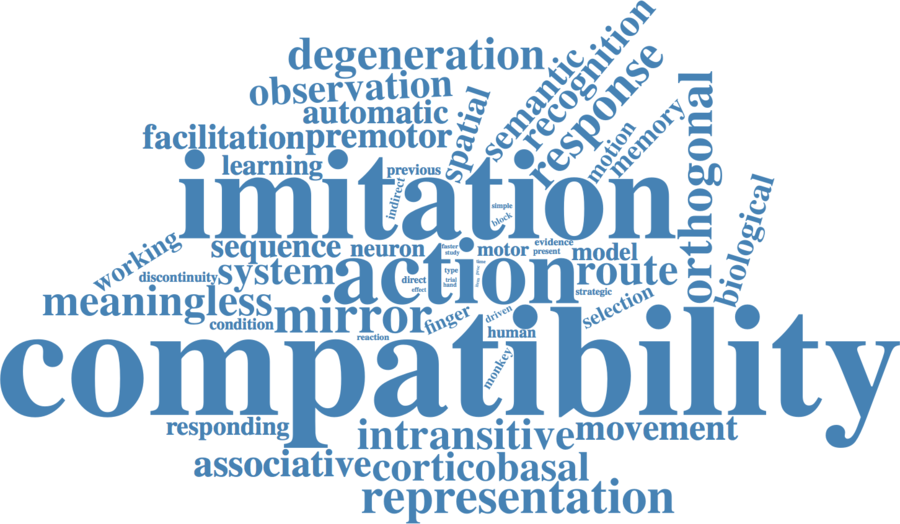 degeneration
observation
automatic
facilitation
premotor
spatial
semantic
recognition
response
motion
memory
orthogonal
biological
learning
previous
indirect
simple
block
imitation
working
sequence
neuron
faster
study
motor
evidence
present
model
discontinuity
system
action
direct
effect
type
trial
hand
time
route
strategic
selection
meaningless
condition
mirror
reaction
finger
driven
human
monkey
compatibility
responding
intransitive
movement
associative
corticobasal
representation